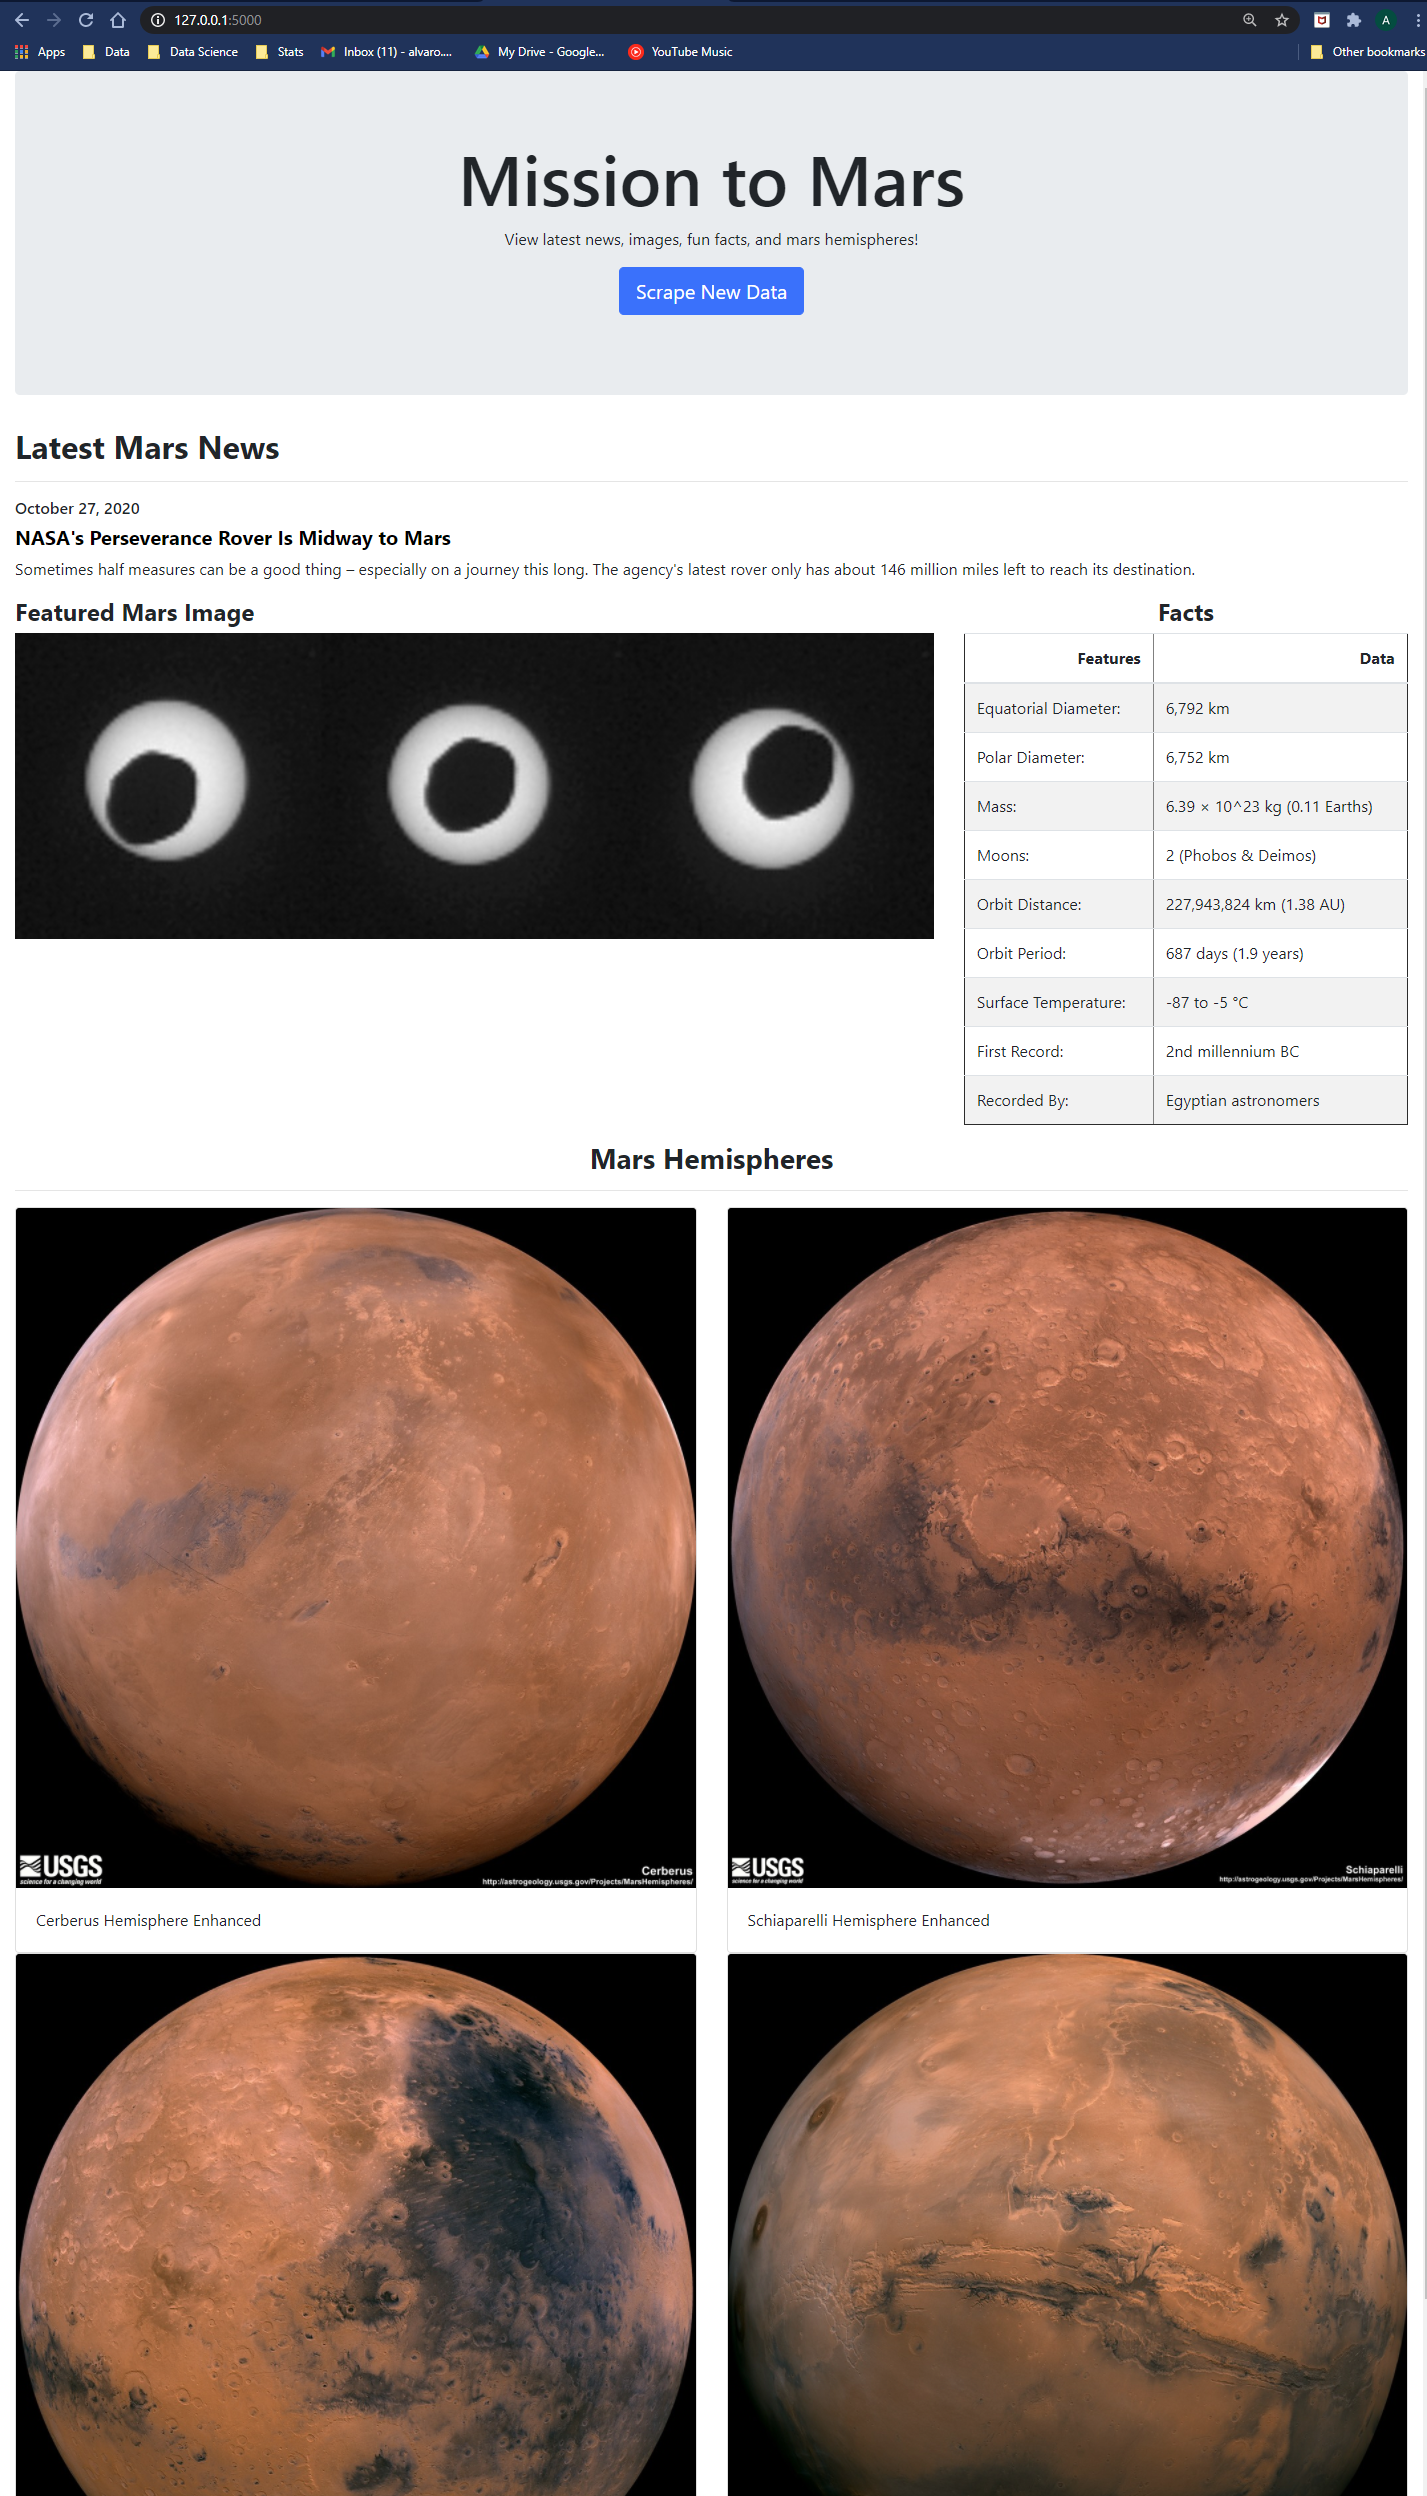 127.0.0.1:5000
A
Apps Data Data Science Stats Inbox (11) - alvaro.... My Drive - Google... YouTube Music Other bookmarks
Mission to Mars
View latest news, images, fun facts, and mars hemispheres!
Scrape New Data
Latest Mars News
October 27, 2020
NASA's Perseverance Rover Is Midway to Mars
Sometimes half measures can be a good thing – especially on a journey this long. The agency's latest rover only has about 146 million miles left to reach its destination.
Featured Mars Image
Facts
Features Data
Equatorial Diameter: 6,792 km
Polar Diameter: 6,752 km
Mass: 6.39 × 10^23 kg (0.11 Earths)
Moons: 2 (Phobos & Deimos)
Orbit Distance: 227,943,824 km (1.38 AU)
Orbit Period: 687 days (1.9 years)
Surface Temperature: -87 to -5 °C
First Record: 2nd millennium BC
Recorded By: Egyptian astronomers
Mars Hemispheres
USGS
science for a changing world
Cerberus
http://astrogeology.usgs.gov/Projects/MarsHemispheres/
USGS
science for a changing world
Schiaparelli
http://astrogeology.usgs.gov/Projects/MarsHemispheres/
Cerberus Hemisphere Enhanced
Schiaparelli Hemisphere Enhanced